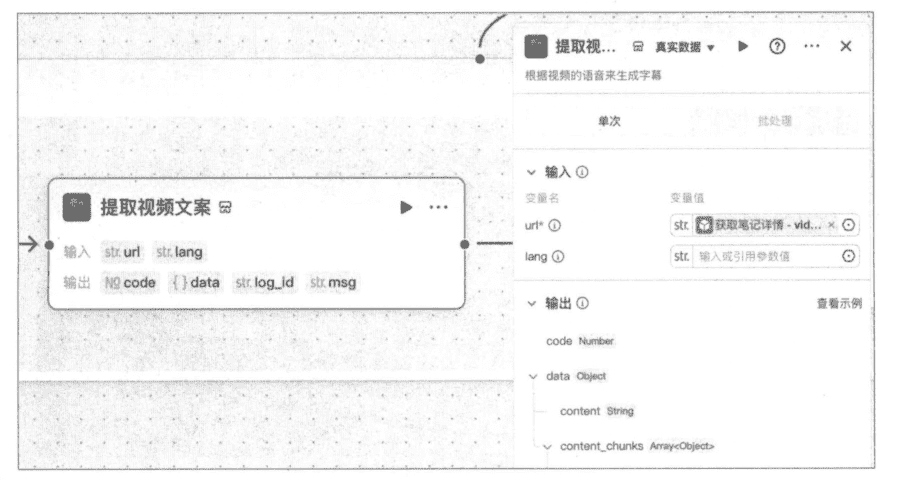 提取视频文案
输入 str. url str. lang
输出 № code { } data str. log_id str. msg
提取视... 真实数据
根据视频的语音来生成字幕
单次 批处理
输入
变量名 变量值
url* str. 获取笔记详情 - vid... ×
lang str. 输入或引用参数值
输出 查看示例
code Number
data Object
content String
content_chunks Array<Object>